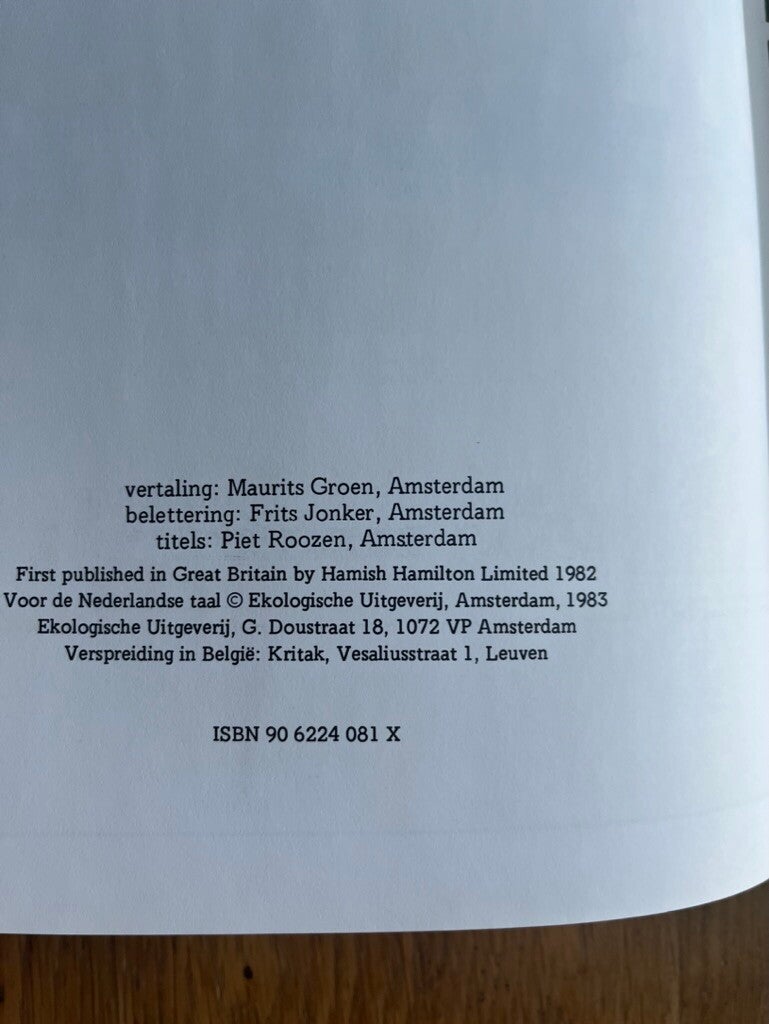 vertaling: Maurits Groen, Amsterdam
belettering: Frits Jonker, Amsterdam
titels: Piet Roozen, Amsterdam
First published in Great Britain by Hamish Hamilton Limited 1982
Voor de Nederlandse taal © Ekologische Uitgeverij, Amsterdam, 1983
Ekologische Uitgeverij, G. Doustraat 18, 1072 VP Amsterdam
Verspreiding in België: Kritak, Vesaliusstraat 1, Leuven
ISBN 90 6224 081 X